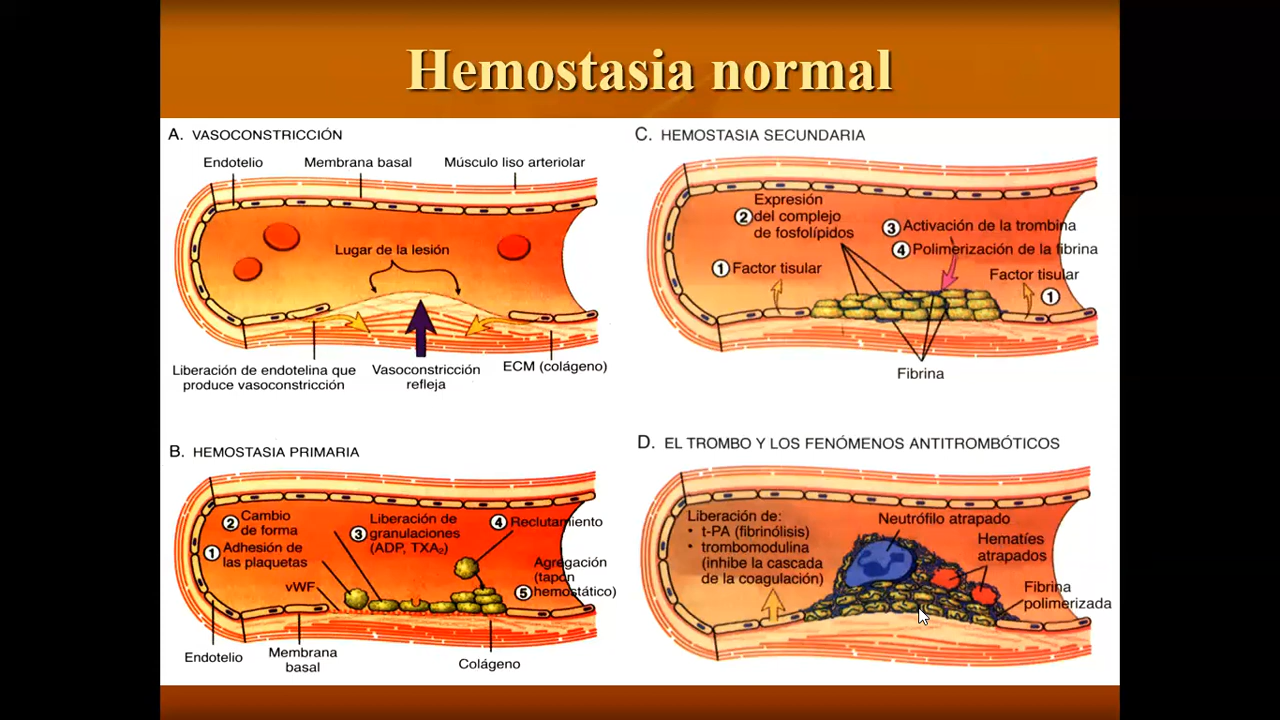 Hemostasia normal
A. VASOCONSTRICCIÓN
Endotelio
Membrana basal
Músculo liso arteriolar
Lugar de la lesión
Liberación de endotelina que
produce vasoconstricción
Vasoconstricción
refleja
ECM (colágeno)
B. HEMOSTASIA PRIMARIA
2 Cambio
de forma
1 Adhesión de
las plaquetas
3 Liberación de
granulaciones
(ADP, TXA₂)
4 Reclutamiento
Agregación
(tapón
5 hemostático)
vWF
Endotelio
Membrana
basal
Colágeno
C. HEMOSTASIA SECUNDARIA
Expresión
2 del complejo
de fosfolípidos
3 Activación de la trombina
4 Polimerización de la fibrina
1 Factor tisular
Factor tisular
1
Fibrina
D. EL TROMBO Y LOS FENÓMENOS ANTITROMBÓTICOS
Liberación de:
• t-PA (fibrinólisis)
• trombomodulina
(inhibe la cascada
de la coagulación)
Neutrófilo atrapado
Hematíes
atrapados
Fibrina
polimerizada